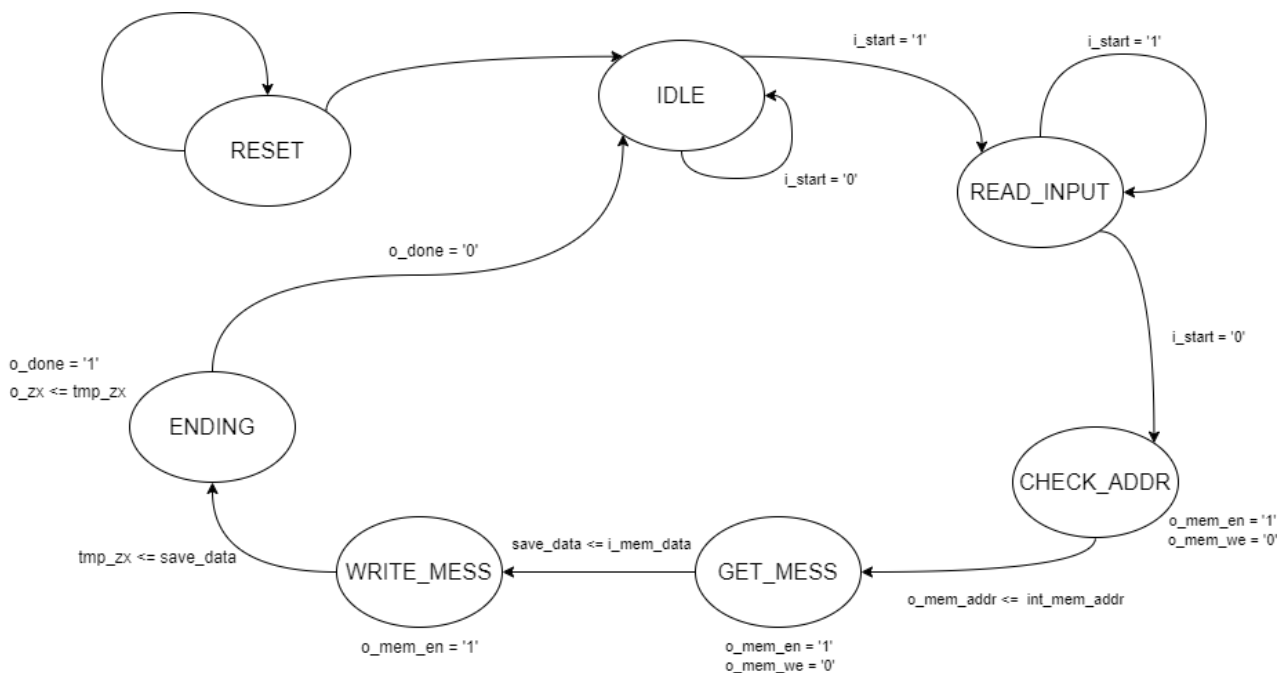 i_start = '1'
i_start = '1'
IDLE
RESET
i_start = '0'
READ_INPUT
o_done = '0'
i_start = '0'
o_done = '1'
o_zx <= tmp_zx
ENDING
CHECK_ADDR
o_mem_en = '1'
o_mem_we = '0'
tmp_zx <= save_data
WRITE_MESS
save_data <= i_mem_data
GET_MESS
o_mem_addr <= int_mem_addr
o_mem_en = '1'
o_mem_en = '1'
o_mem_we = '0'